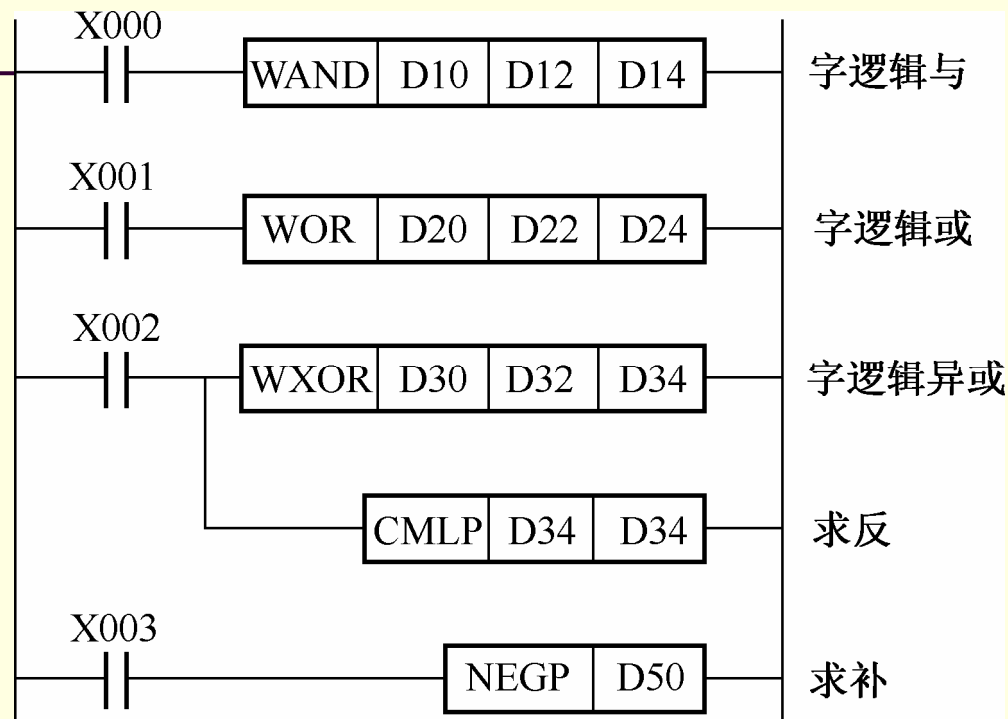 X000
WAND D10 D12 D14 字逻辑与
X001
WOR D20 D22 D24 字逻辑或
X002
WXOR D30 D32 D34 字逻辑异或
CMLP D34 D34 求反
X003
NEGP D50 求补